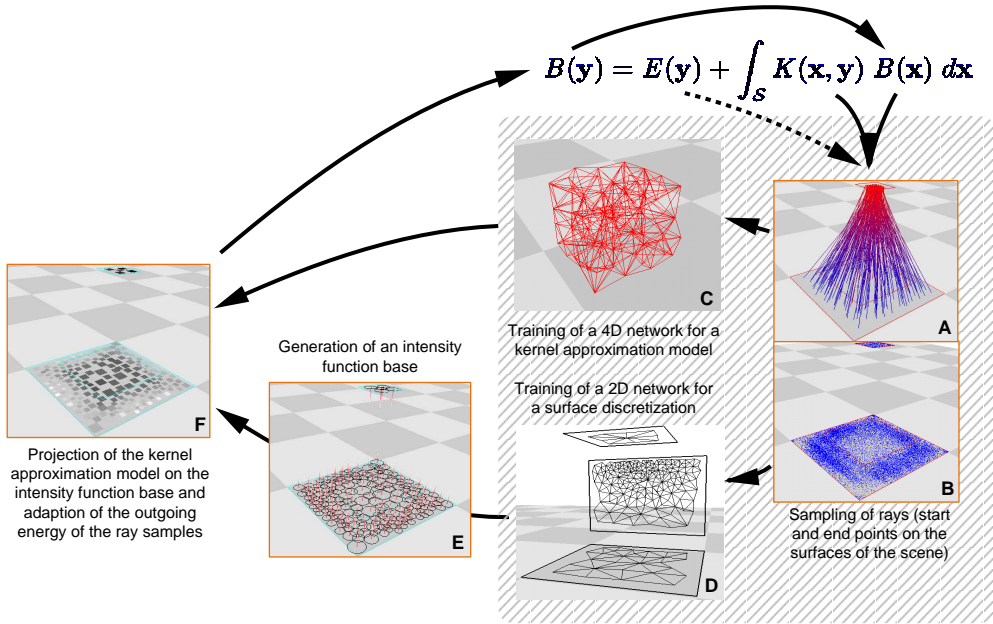 B(y) = E(y) + ∫_S K(x, y) B(x) dx
A
C
Training of a 4D network for a
kernel approximation model
Generation of an intensity
function base
Training of a 2D network for
a surface discretization
F
B
Projection of the kernel
approximation model on the
intensity function base and
adaption of the outgoing
energy of the ray samples
E
D
Sampling of rays (start
and end points on the
surfaces of the scene)